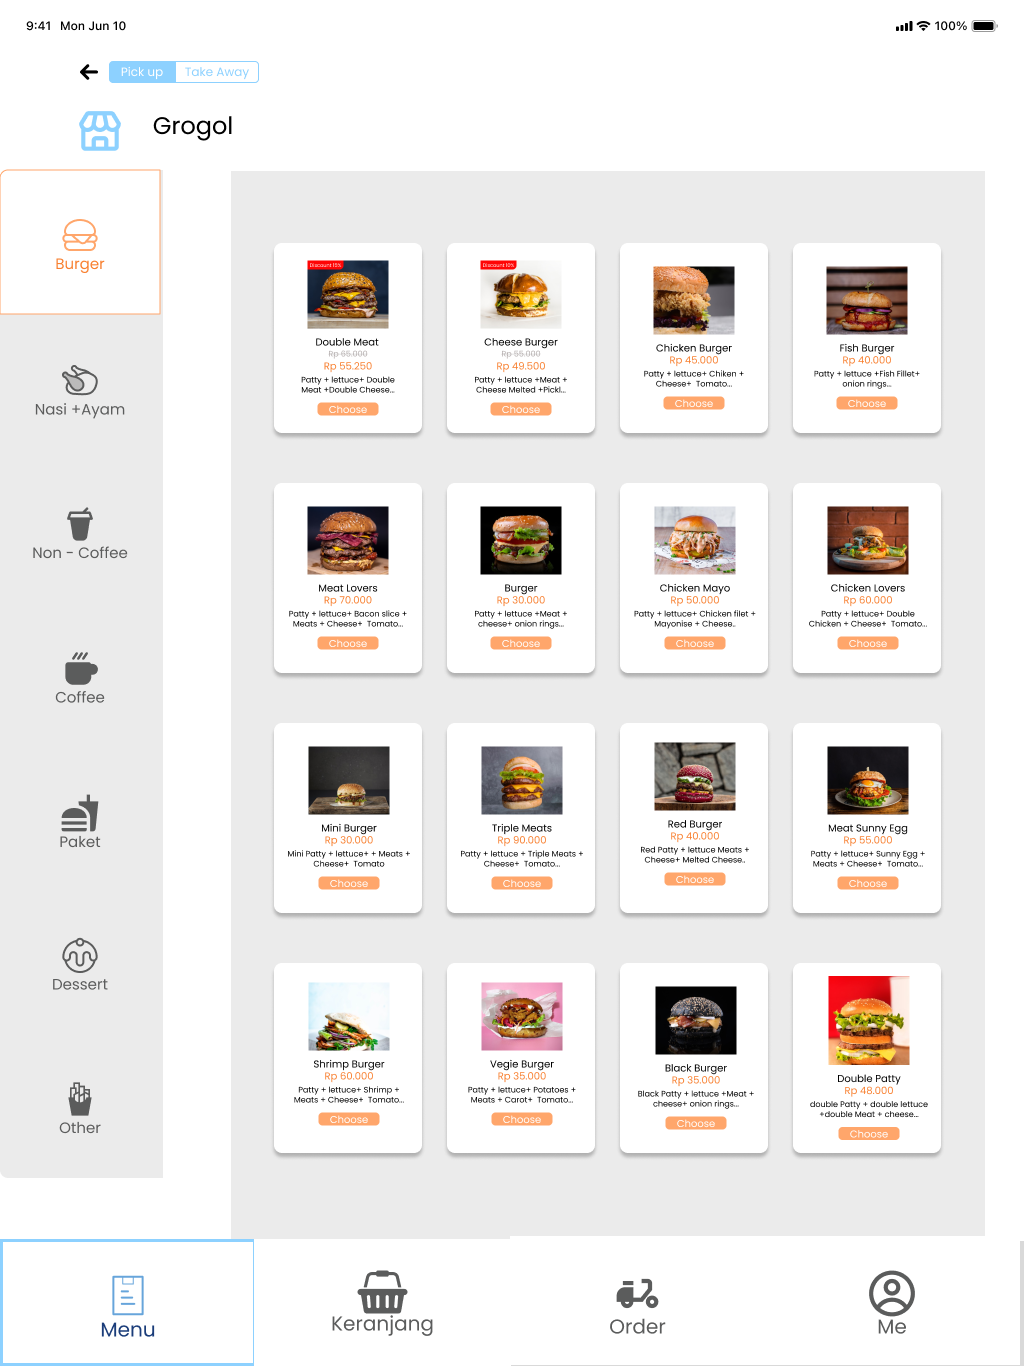 9:41 Mon Jun 10
100%
Pick up
Take Away
Grogol
Burger
Nasi +Ayam
Non - Coffee
Coffee
Paket
Dessert
Other
Discount 15%
Double Meat
Rp 65.000
Rp 55.250
Patty + lettuce+ Double
Meat +Double Cheese...
Choose
Discount 10%
Cheese Burger
Rp 55.000
Rp 49.500
Patty + lettuce +Meat +
Cheese Melted +Pickl...
Choose
Chicken Burger
Rp 45.000
Patty + lettuce+ Chiken +
Cheese+ Tomato...
Choose
Fish Burger
Rp 40.000
Patty + lettuce +Fish Fillet+
onion rings...
Choose
Meat Lovers
Rp 70.000
Patty + lettuce+ Bacon slice +
Meats + Cheese+ Tomato...
Choose
Burger
Rp 30.000
Patty + lettuce +Meat +
cheese+ onion rings...
Choose
Chicken Mayo
Rp 50.000
Patty + lettuce+ Chicken filet +
Mayonise + Cheese..
Choose
Chicken Lovers
Rp 60.000
Patty + lettuce+ Double
Chicken + Cheese+ Tomato...
Choose
Mini Burger
Rp 30.000
Mini Patty + lettuce+ + Meats +
Cheese+ Tomato
Choose
Triple Meats
Rp 90.000
Patty + lettuce + Triple Meats +
Cheese+ Tomato...
Choose
Red Burger
Rp 40.000
Red Patty + lettuce Meats +
Cheese+ Melted Cheese..
Choose
Meat Sunny Egg
Rp 55.000
Patty + lettuce+ Sunny Egg +
Meats + Cheese+ Tomato...
Choose
Shrimp Burger
Rp 60.000
Patty + lettuce+ Shrimp +
Meats + Cheese+ Tomato...
Choose
Vegie Burger
Rp 35.000
Patty + lettuce+ Potatoes +
Meats + Carot+ Tomato...
Choose
Black Burger
Rp 35.000
Black Patty + lettuce +Meat +
cheese+ onion rings...
Choose
Double Patty
Rp 48.000
double Patty + double lettuce
+double Meat + cheese...
Choose
Menu
Keranjang
Order
Me